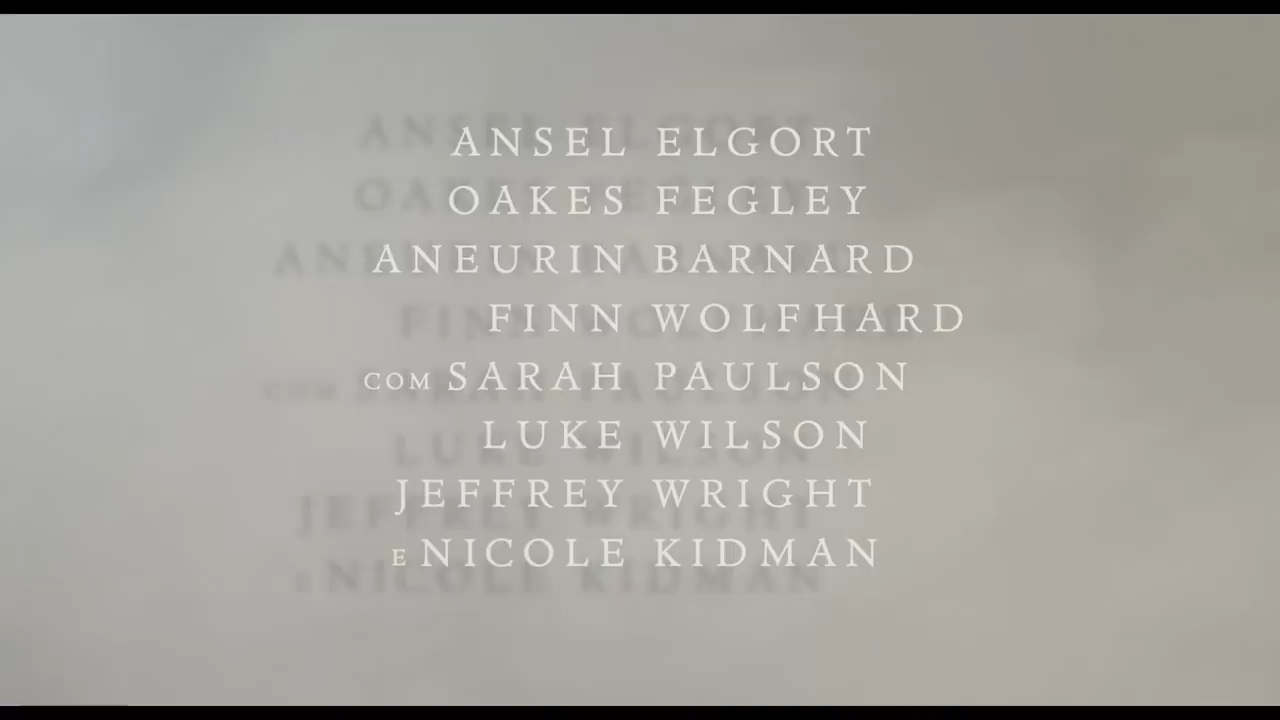 ANSEL ELGORT
OAKES FEGLEY
ANEURIN BARNARD
FINN WOLFHARD
COM SARAH PAULSON
LUKE WILSON
JEFFREY WRIGHT
E NICOLE KIDMAN